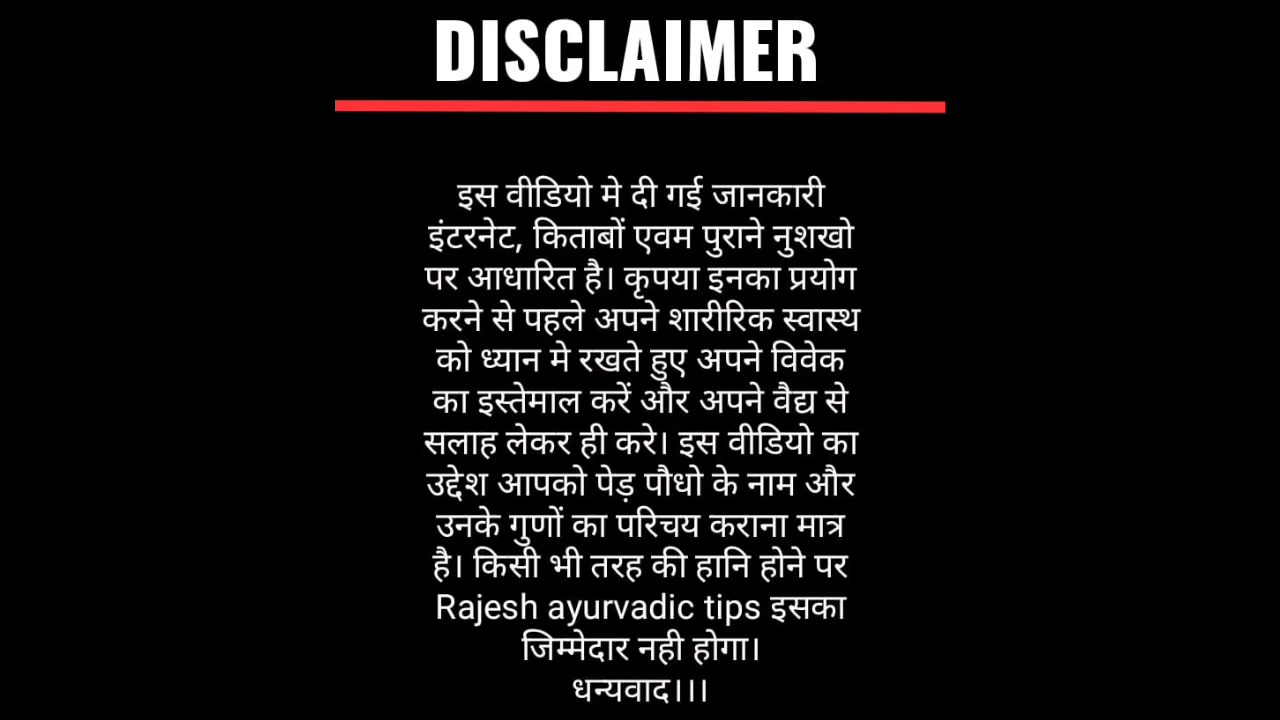 DISCLAIMER
इस वीडियो मे दी गई जानकारी
इंटरनेट, किताबों एवम पुराने नुशखो
पर आधारित है। कृपया इनका प्रयोग
करने से पहले अपने शारीरिक स्वास्थ
को ध्यान मे रखते हुए अपने विवेक
का इस्तेमाल करें और अपने वैद्य से
सलाह लेकर ही करे। इस वीडियो का
उद्देश आपको पेड़ पौधो के नाम और
उनके गुणों का परिचय कराना मात्र
है। किसी भी तरह की हानि होने पर
Rajesh ayurvadic tips इसका
जिम्मेदार नही होगा।
धन्यवाद।।।